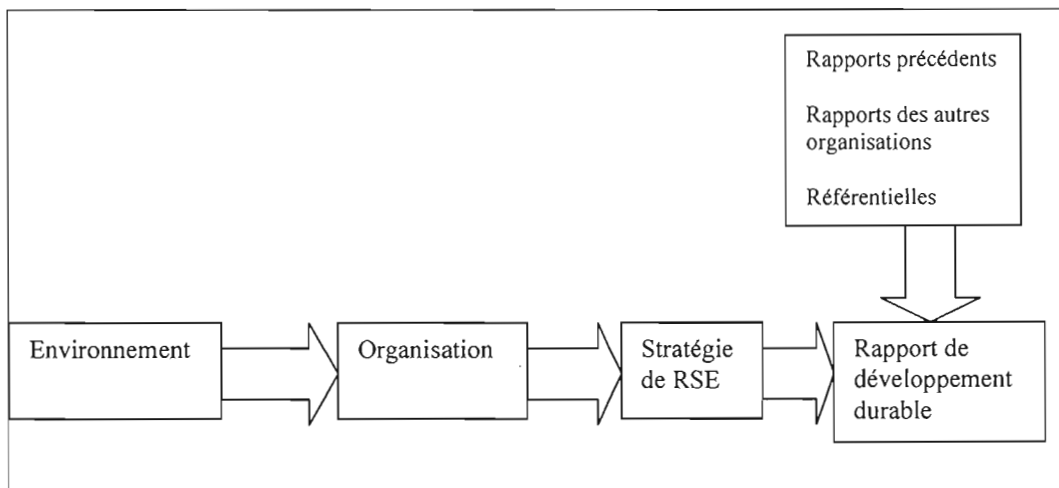 Rapports précédents
Rapports des autres
organisations
Référentielles
Environnement
Organisation
Stratégie
de RSE
Rapport de
développement
durable